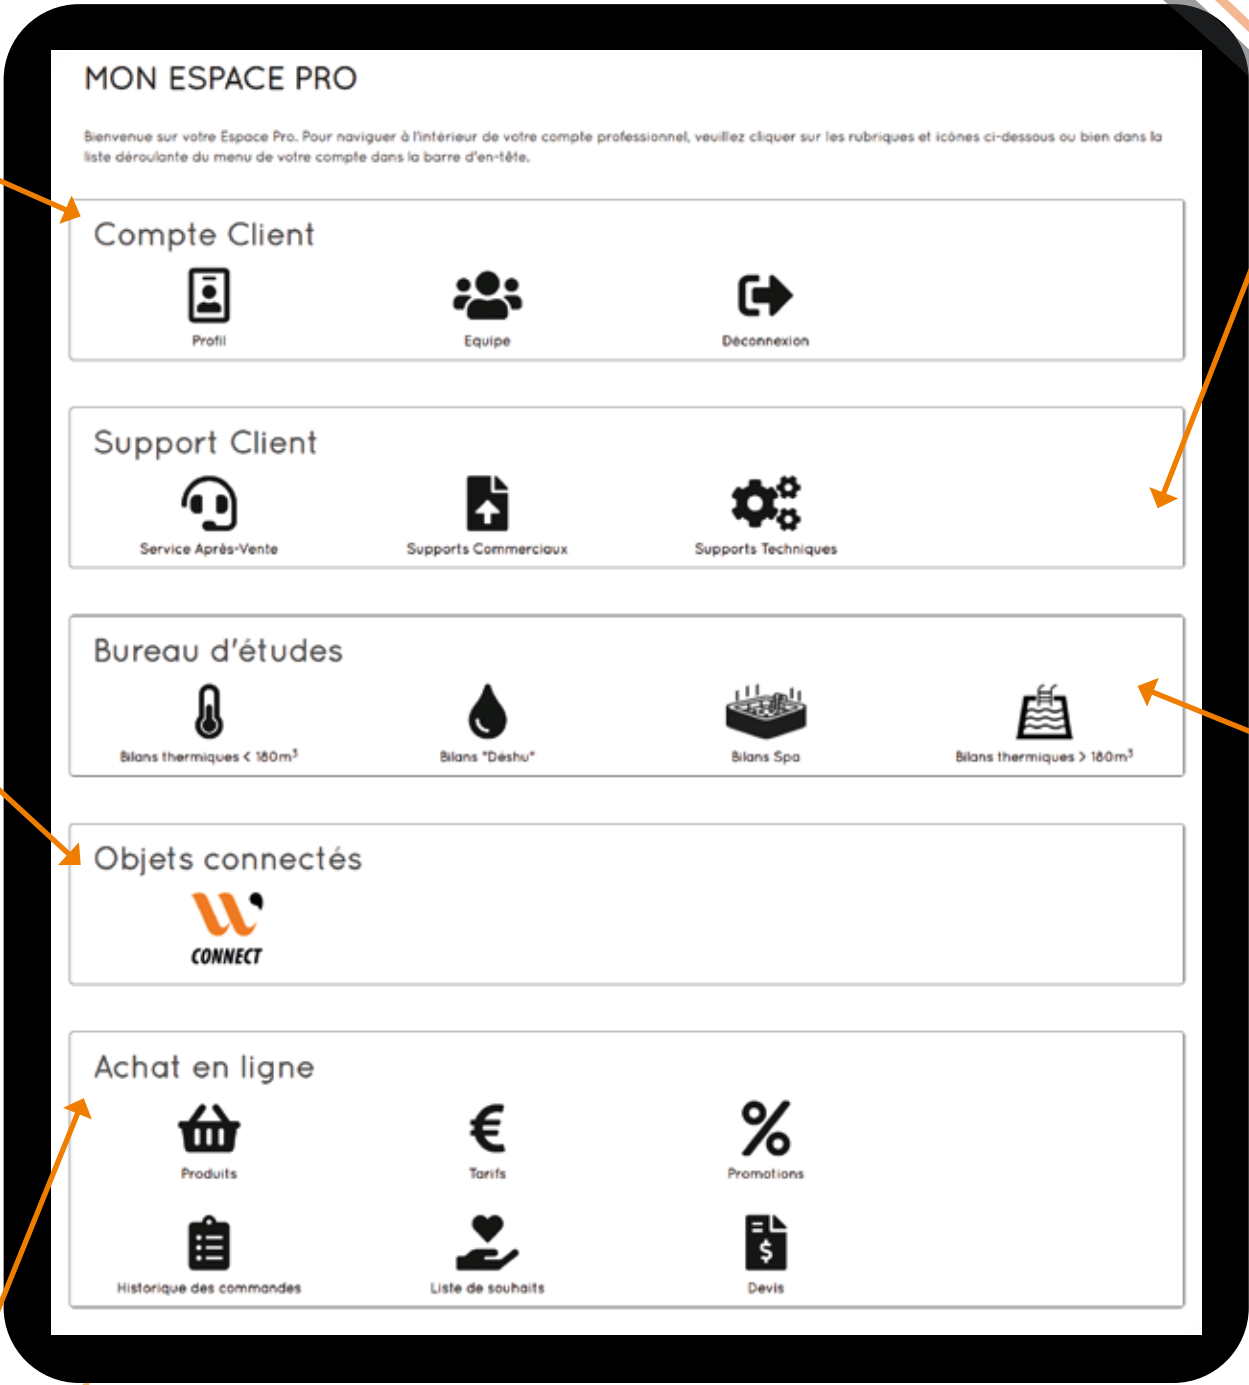 MON ESPACE PRO
Bienvenue sur votre Espace Pro. Pour naviguer à l'intérieur de votre compte professionnel, veuillez cliquer sur les rubriques et icônes ci-dessous ou bien dans la
liste déroulante du menu de votre compte dans la barre d'en-tête.
Compte Client
Profil
Equipe
Déconnexion
Support Client
Service Après-Vente
Supports Commerciaux
Supports Techniques
Bureau d'études
Bilans thermiques < 180m³
Bilans "Déshu"
Bilans Spa
Bilans thermiques > 180m³
Objets connectés
W'
CONNECT
Achat en ligne
Produits
Tarifs
Promotions
Historique des commandes
Liste de souhaits
Devis